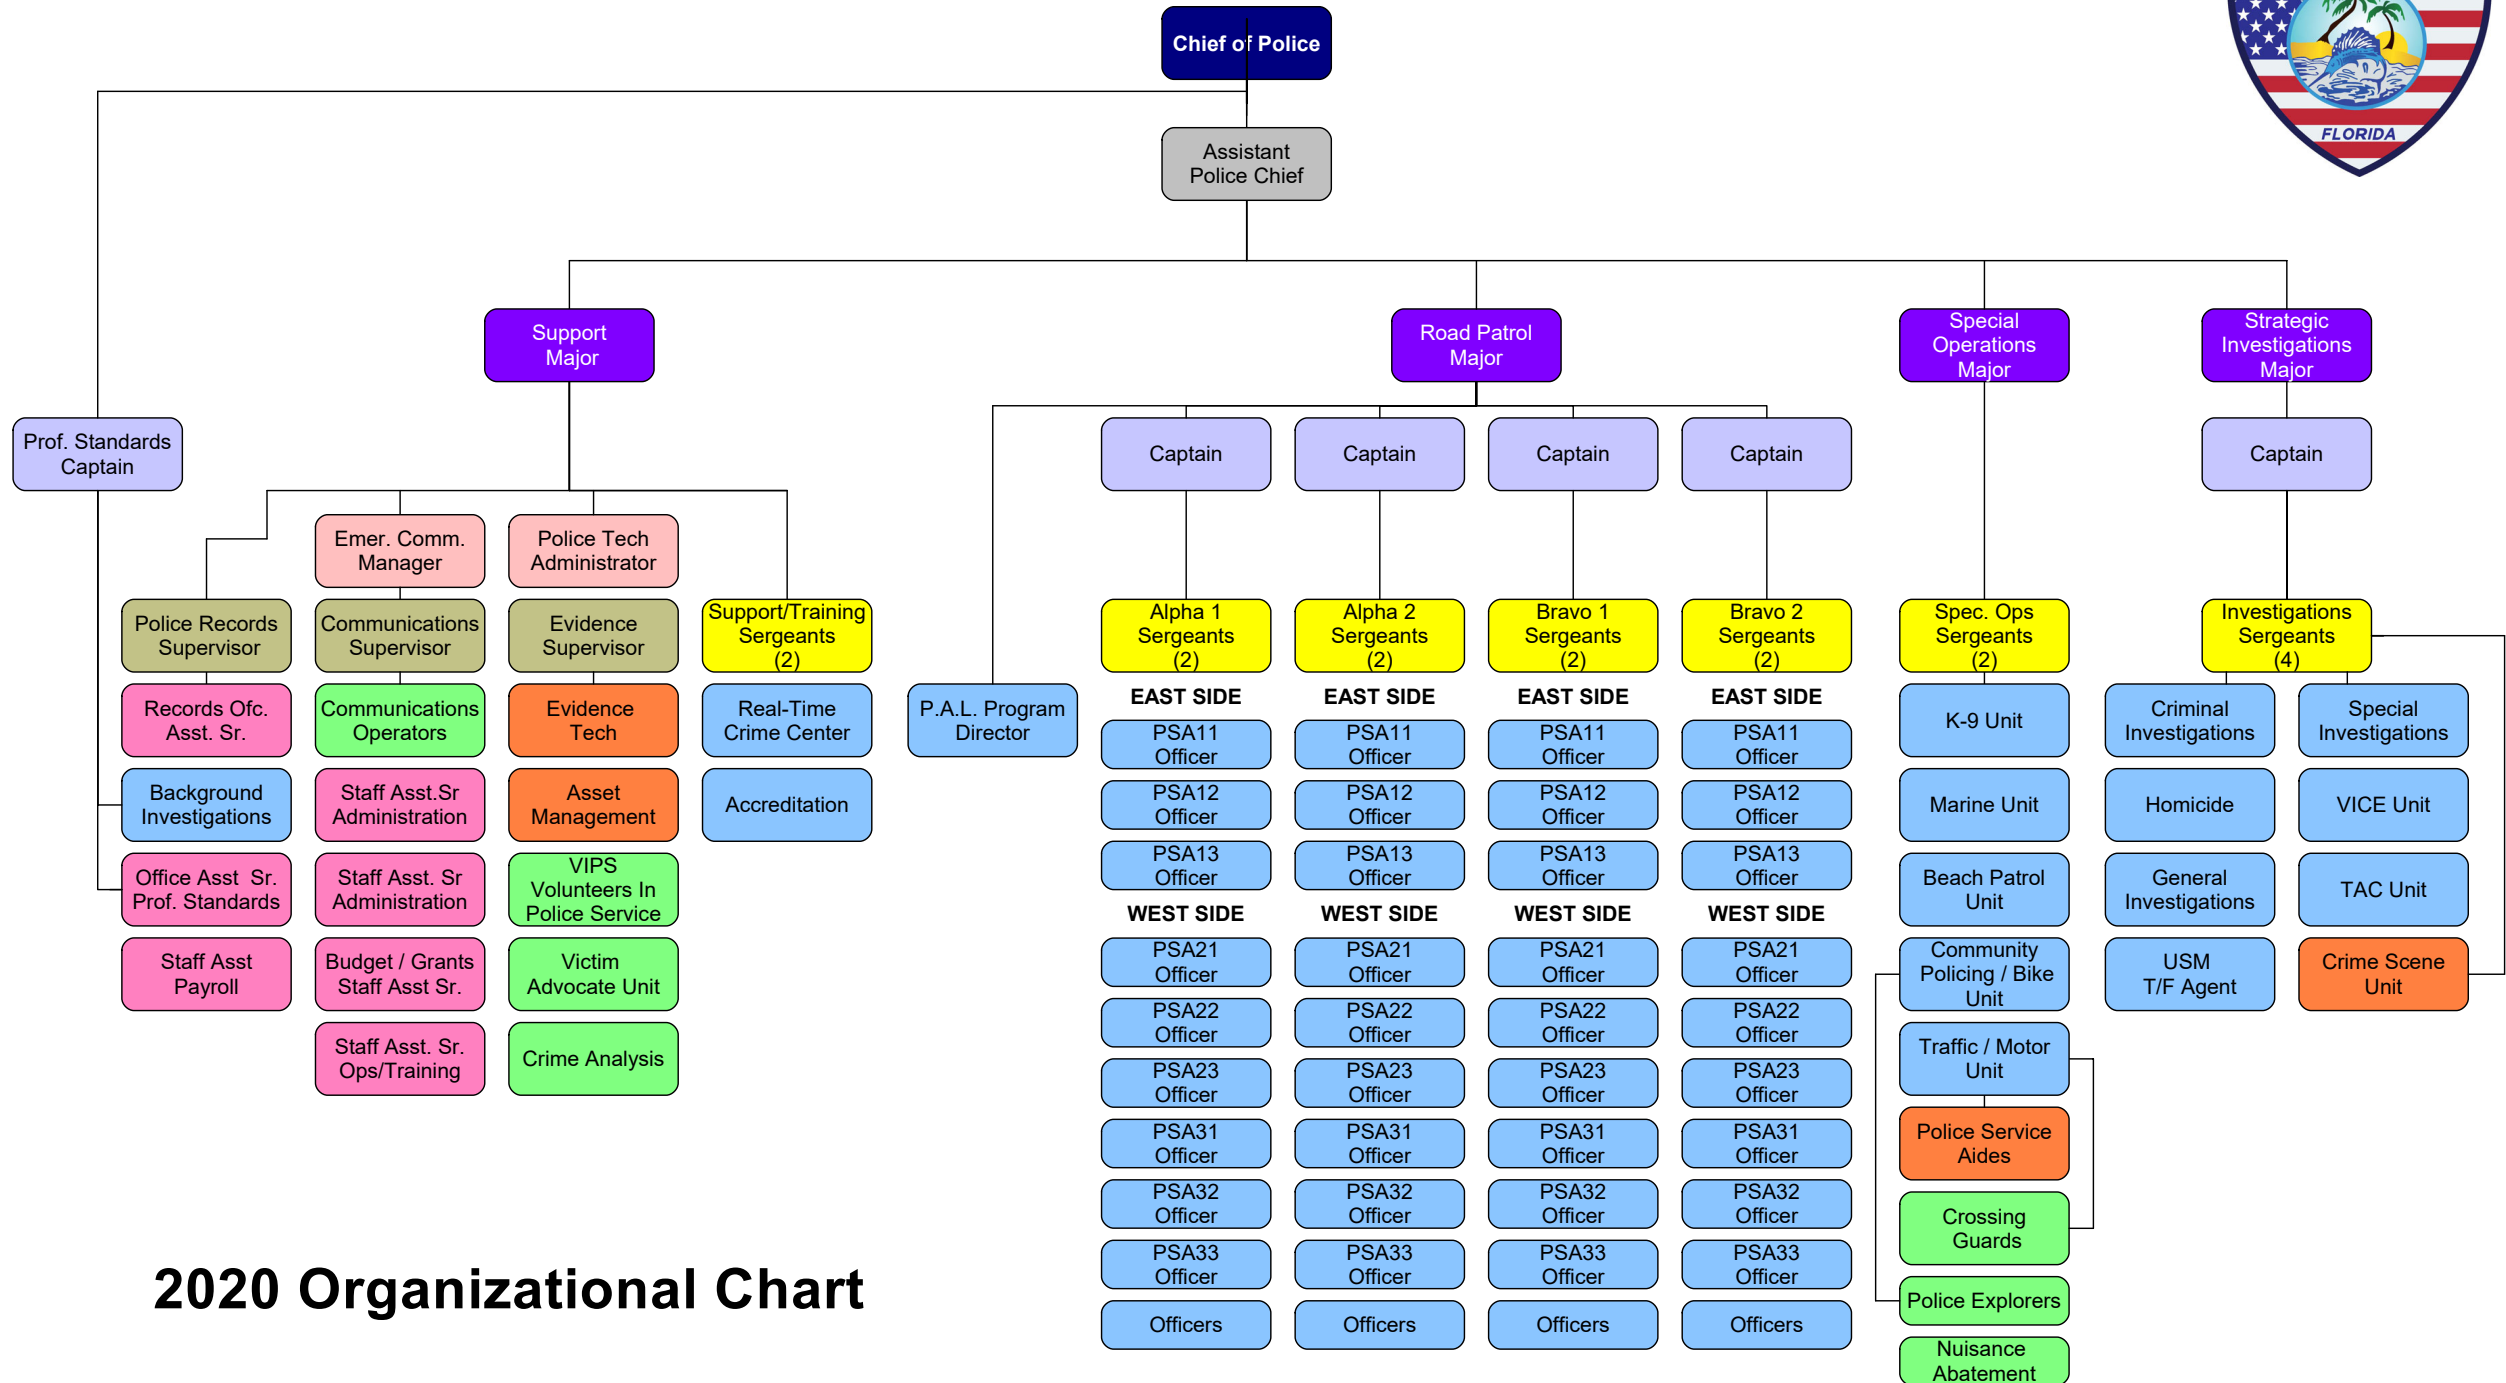 Chief of Police
FLORIDA
Assistant
Police Chief
Support
Major
Road Patrol
Major
Special
Operations
Major
Strategic
Investigations
Major
Prof. Standards
Captain
Captain
Captain
Captain
Captain
Captain
Emer. Comm.
Manager
Police Tech
Administrator
Police Records
Supervisor
Communications
Supervisor
Evidence
Supervisor
Support/Training
Sergeants
(2)
Alpha 1
Sergeants
(2)
Alpha 2
Sergeants
(2)
Bravo 1
Sergeants
(2)
Bravo 2
Sergeants
(2)
Spec. Ops
Sergeants
(2)
Investigations
Sergeants
(4)
Records Ofc.
Asst. Sr.
Background
Investigations
Office Asst  Sr.
Prof. Standards
Staff Asst
Payroll
Communications
Operators
Staff Asst.Sr
Administration
Staff Asst. Sr
Administration
Budget / Grants
Staff Asst Sr.
Staff Asst. Sr.
Ops/Training
Evidence
Tech
Asset
Management
VIPS
Volunteers In
Police Service
Victim
Advocate Unit
Crime Analysis
Real-Time
Crime Center
Accreditation
P.A.L. Program
Director
EAST SIDE
PSA11
Officer
PSA12
Officer
PSA13
Officer
WEST SIDE
PSA21
Officer
PSA22
Officer
PSA23
Officer
PSA31
Officer
PSA32
Officer
PSA33
Officer
Officers
EAST SIDE
PSA11
Officer
PSA12
Officer
PSA13
Officer
WEST SIDE
PSA21
Officer
PSA22
Officer
PSA23
Officer
PSA31
Officer
PSA32
Officer
PSA33
Officer
Officers
EAST SIDE
PSA11
Officer
PSA12
Officer
PSA13
Officer
WEST SIDE
PSA21
Officer
PSA22
Officer
PSA23
Officer
PSA31
Officer
PSA32
Officer
PSA33
Officer
Officers
EAST SIDE
PSA11
Officer
PSA12
Officer
PSA13
Officer
WEST SIDE
PSA21
Officer
PSA22
Officer
PSA23
Officer
PSA31
Officer
PSA32
Officer
PSA33
Officer
Officers
K-9 Unit
Marine Unit
Beach Patrol
Unit
Community
Policing / Bike
Unit
Traffic / Motor
Unit
Police Service
Aides
Crossing
Guards
Police Explorers
Nuisance
Abatement
Criminal
Investigations
Homicide
General
Investigations
USM
T/F Agent
Special
Investigations
VICE Unit
TAC Unit
Crime Scene
Unit
2020 Organizational Chart